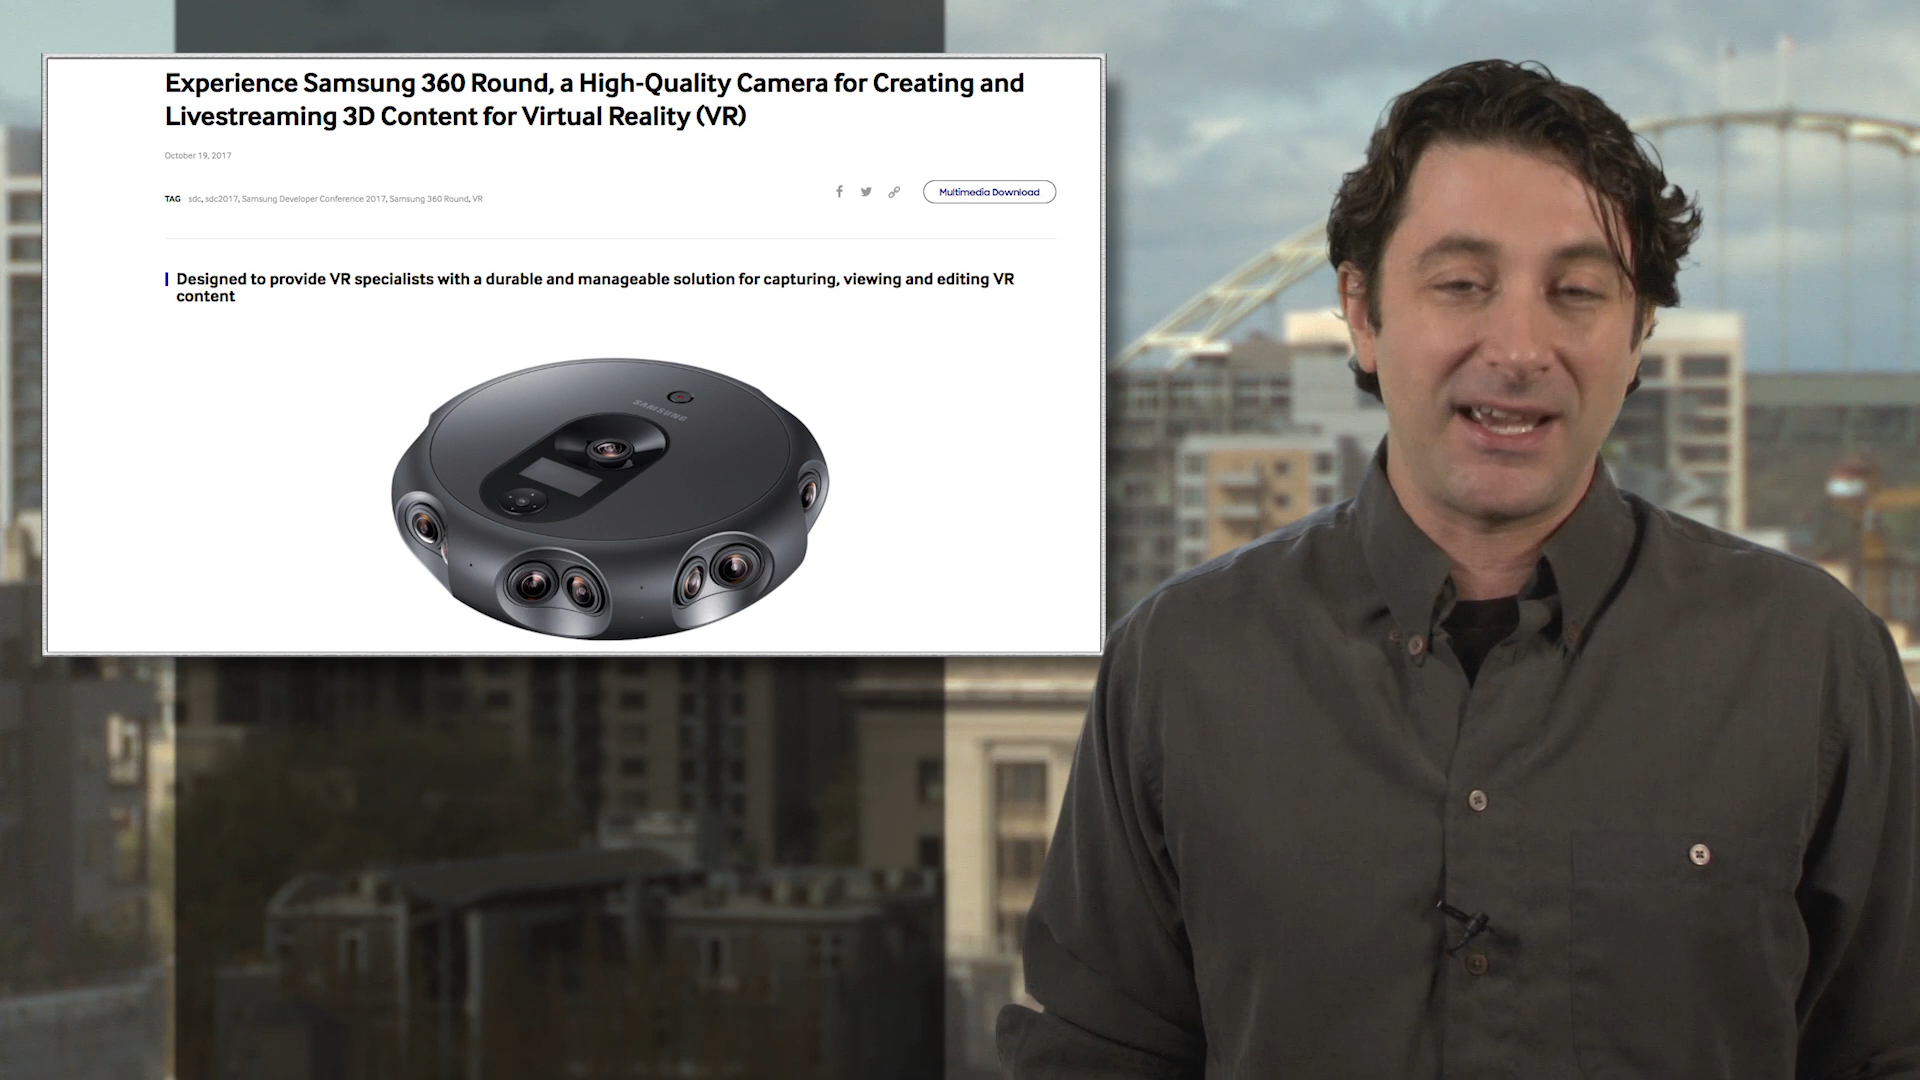 Experience Samsung 360 Round, a High-Quality Camera for Creating and
Livestreaming 3D Content for Virtual Reality (VR)
October 19, 2017
TAG sdc, sdc2017, Samsung Developer Conference 2017, Samsung 360 Round, VR
Multimedia Download
Designed to provide VR specialists with a durable and manageable solution for capturing, viewing and editing VR
content
SAMSUNG